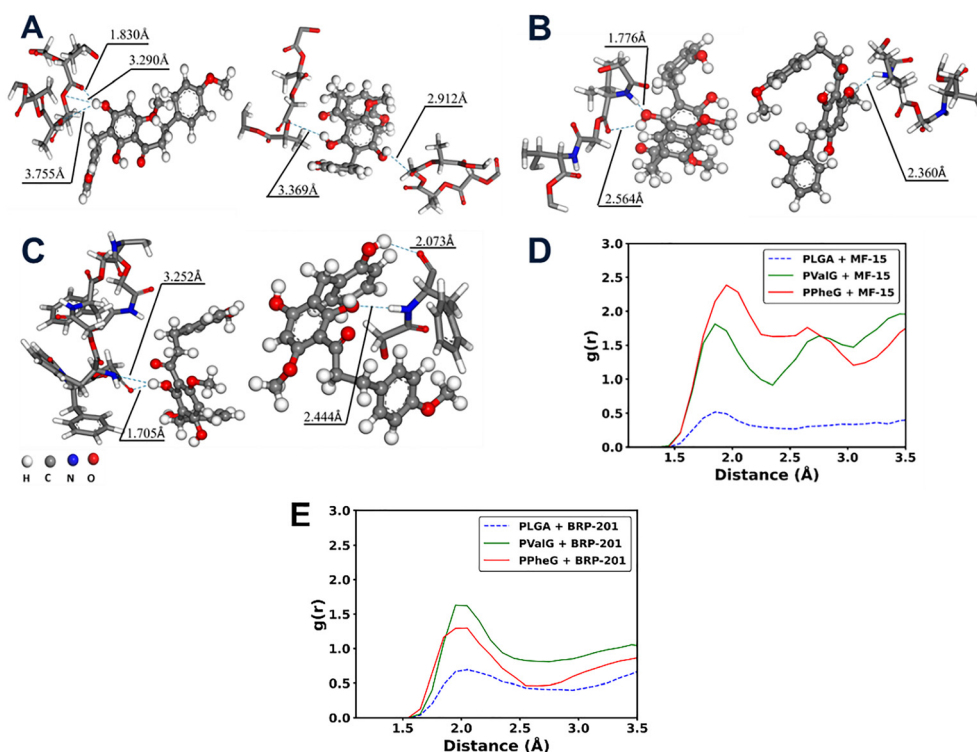 A
1.830Å
3.290Å
3.755Å
3.369Å
2.912Å
B
1.776Å
2.564Å
2.360Å
C
3.252Å
1.705Å
2.073Å
2.444Å
H C N O
D
g(r)
3.0
2.5
2.0
1.5
1.0
0.5
0.0
PLGA + MF-15
PValG + MF-15
PPheG + MF-15
1.5 2.0 2.5 3.0 3.5
Distance (Å)
E
g(r)
3.0
2.5
2.0
1.5
1.0
0.5
0.0
PLGA + BRP-201
PValG + BRP-201
PPheG + BRP-201
1.5 2.0 2.5 3.0 3.5
Distance (Å)